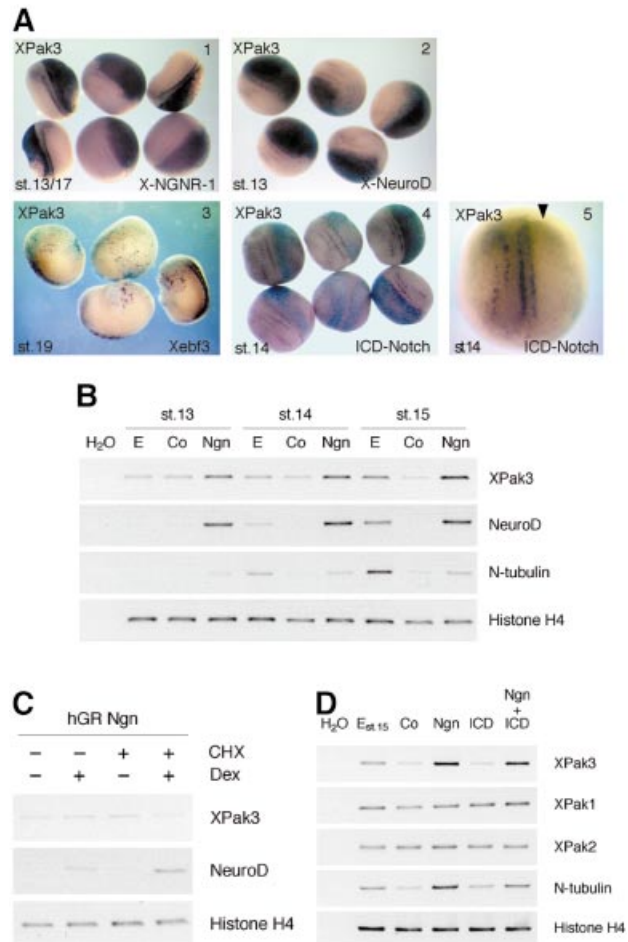 A
XPak3 1
st.13/17 X-NGNR-1
XPak3 2
st.13 X-NeuroD
XPak3 3
st.19 Xebf3
XPak3 4
st.14 ICD-Notch
XPak3 5
st14 ICD-Notch
B
st.13 st.14 st.15
H2O E Co Ngn E Co Ngn E Co Ngn
XPak3
NeuroD
N-tubulin
Histone H4
C
hGR Ngn
− − + + CHX
− + − + Dex
XPak3
NeuroD
Histone H4
D
H2O Est.15 Co Ngn ICD Ngn + ICD
XPak3
XPak1
XPak2
N-tubulin
Histone H4